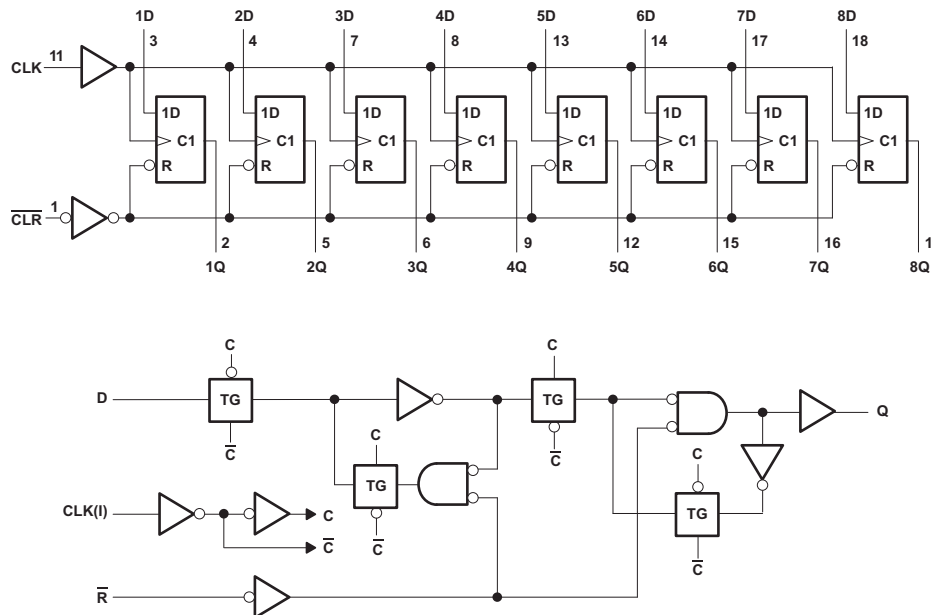 1D 2D 3D 4D 5D 6D 7D 8D
3 4 7 8 13 14 17 18
CLK 11
1D 1D 1D 1D 1D 1D 1D 1D
C1 C1 C1 C1 C1 C1 C1 C1
R R R R R R R R
CLR 1
2 5 6 9 12 15 16 1
1Q 2Q 3Q 4Q 5Q 6Q 7Q 8Q
C C
D TG TG Q
C C
C C
TG TG
C C
CLK(I) C
C
R